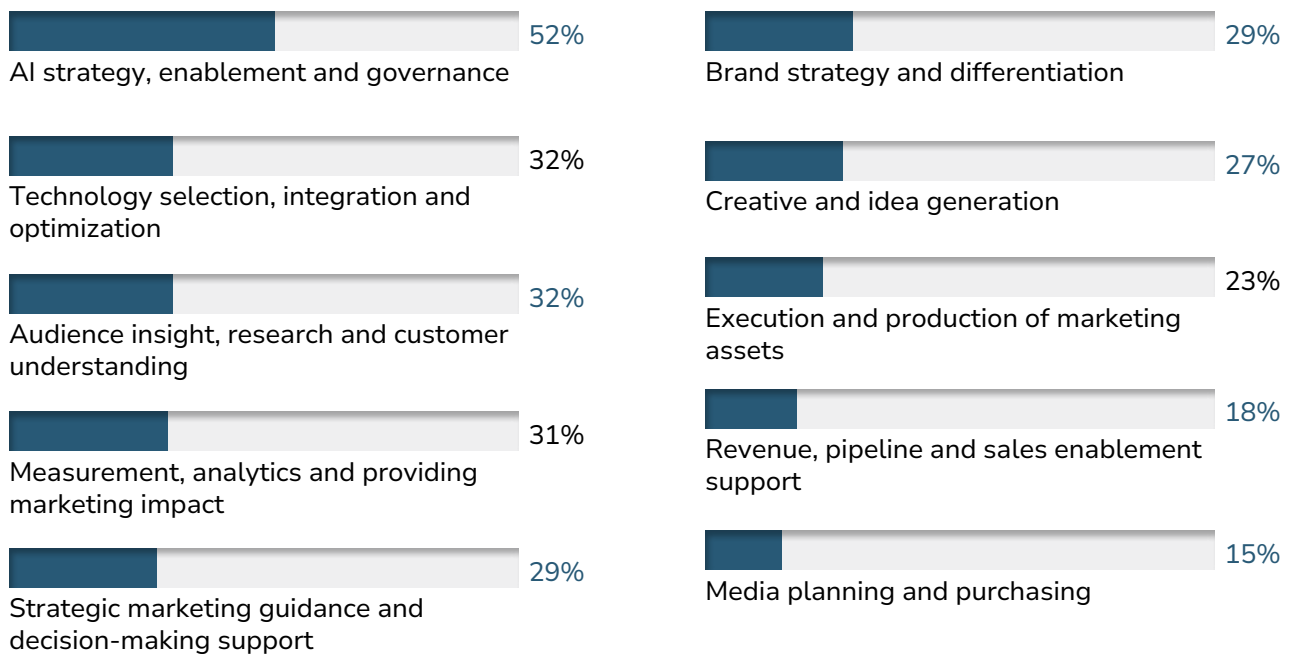 52%
AI strategy, enablement and governance
32%
Technology selection, integration and
optimization
32%
Audience insight, research and customer
understanding
31%
Measurement, analytics and providing
marketing impact
29%
Strategic marketing guidance and
decision-making support
29%
Brand strategy and differentiation
27%
Creative and idea generation
23%
Execution and production of marketing
assets
18%
Revenue, pipeline and sales enablement
support
15%
Media planning and purchasing